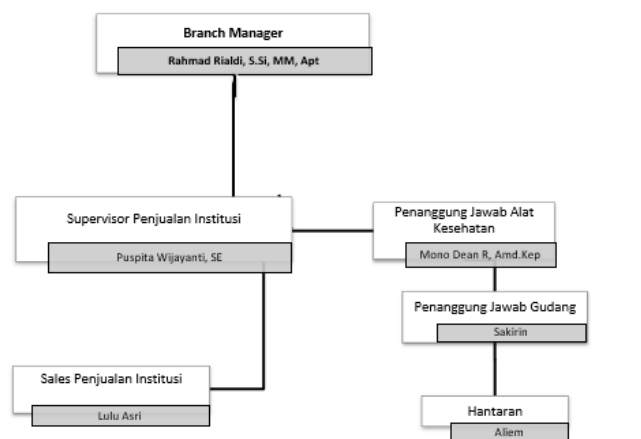 Branch Manager
Rahmad Rialdi, S.Si, MM, Apt
Supervisor Penjualan Institusi
Puspita Wijayanti, SE
Penanggung Jawab Alat
Kesehatan
Mono Dean R, Amd.Kep
Penanggung Jawab Gudang
Sakirin
Sales Penjualan Institusi
Lulu Asri
Hantaran
Aliem